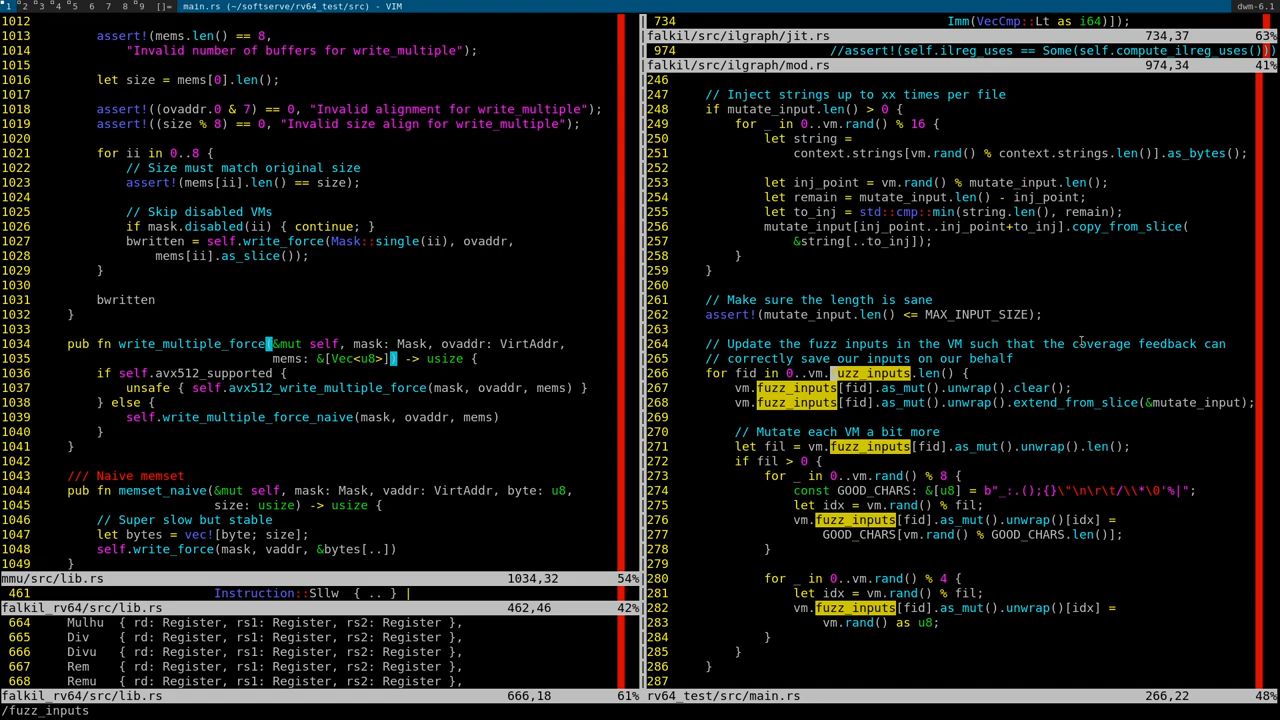 1 2 3 4 5 6 7 8 9 []= main.rs (~/softserve/rv64_test/src) - VIM dwm-6.1
1012
1013 assert!(mems.len() == 8,
1014 "Invalid number of buffers for write_multiple");
1015
1016 let size = mems[0].len();
1017
1018 assert!((ovaddr.0 & 7) == 0, "Invalid alignment for write_multiple");
1019 assert!((size % 8) == 0, "Invalid size align for write_multiple");
1020
1021 for ii in 0..8 {
1022 // Size must match original size
1023 assert!(mems[ii].len() == size);
1024
1025 // Skip disabled VMs
1026 if mask.disabled(ii) { continue; }
1027 bwritten = self.write_force(Mask::single(ii), ovaddr,
1028 mems[ii].as_slice());
1029 }
1030
1031 bwritten
1032 }
1033
1034 pub fn write_multiple_force(&mut self, mask: Mask, ovaddr: VirtAddr,
1035 mems: &[Vec<u8>]) -> usize {
1036 if self.avx512_supported {
1037 unsafe { self.avx512_write_multiple_force(mask, ovaddr, mems) }
1038 } else {
1039 self.write_multiple_force_naive(mask, ovaddr, mems)
1040 }
1041 }
1042
1043 /// Naive memset
1044 pub fn memset_naive(&mut self, mask: Mask, vaddr: VirtAddr, byte: u8,
1045 size: usize) -> usize {
1046 // Super slow but stable
1047 let bytes = vec![byte; size];
1048 self.write_force(mask, vaddr, &bytes[..])
1049 }
mmu/src/lib.rs 1034,32 54%
461 Instruction::Sllw { .. } |
falkil_rv64/src/lib.rs 462,46 42%
664 Mulhu { rd: Register, rs1: Register, rs2: Register },
665 Div { rd: Register, rs1: Register, rs2: Register },
666 Divu { rd: Register, rs1: Register, rs2: Register },
667 Rem { rd: Register, rs1: Register, rs2: Register },
668 Remu { rd: Register, rs1: Register, rs2: Register },
falkil_rv64/src/lib.rs 666,18 61%
/fuzz_inputs
734 Imm(VecCmp::Lt as i64)]);
falkil/src/ilgraph/jit.rs 734,37 63%
974 //assert!(self.ilreg_uses == Some(self.compute_ilreg_uses()))
falkil/src/ilgraph/mod.rs 974,34 41%
246
247 // Inject strings up to xx times per file
248 if mutate_input.len() > 0 {
249 for _ in 0..vm.rand() % 16 {
250 let string =
251 context.strings[vm.rand() % context.strings.len()].as_bytes();
252
253 let inj_point = vm.rand() % mutate_input.len();
254 let remain = mutate_input.len() - inj_point;
255 let to_inj = std::cmp::min(string.len(), remain);
256 mutate_input[inj_point..inj_point+to_inj].copy_from_slice(
257 &string[..to_inj]);
258 }
259 }
260
261 // Make sure the length is sane
262 assert!(mutate_input.len() <= MAX_INPUT_SIZE);
263
264 // Update the fuzz inputs in the VM such that the coverage feedback can
265 // correctly save our inputs on our behalf
266 for fid in 0..vm.fuzz_inputs.len() {
267 vm.fuzz_inputs[fid].as_mut().unwrap().clear();
268 vm.fuzz_inputs[fid].as_mut().unwrap().extend_from_slice(&mutate_input);
269
270 // Mutate each VM a bit more
271 let fil = vm.fuzz_inputs[fid].as_mut().unwrap().len();
272 if fil > 0 {
273 for _ in 0..vm.rand() % 8 {
274 const GOOD_CHARS: &[u8] = b"_:.();{}\"\n\r\t/\\*\0'%|";
275 let idx = vm.rand() % fil;
276 vm.fuzz_inputs[fid].as_mut().unwrap()[idx] =
277 GOOD_CHARS[vm.rand() % GOOD_CHARS.len()];
278 }
279
280 for _ in 0..vm.rand() % 4 {
281 let idx = vm.rand() % fil;
282 vm.fuzz_inputs[fid].as_mut().unwrap()[idx] =
283 vm.rand() as u8;
284 }
285 }
286 }
287
rv64_test/src/main.rs 266,22 48%